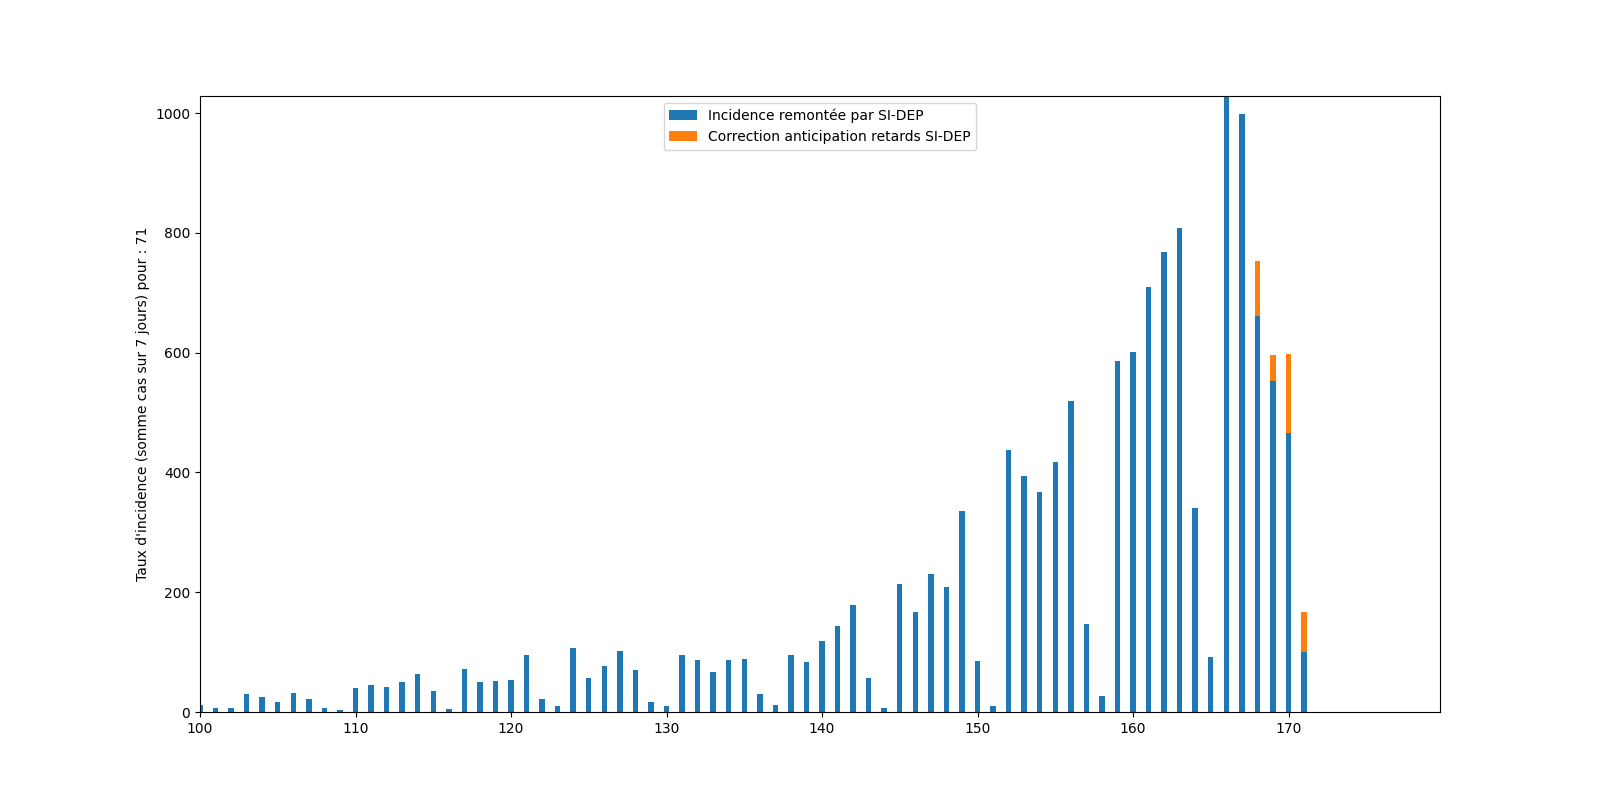 Incidence remontée par SI-DEP
Correction anticipation retards SI-DEP
Taux d'incidence (somme cas sur 7 jours) pour : 71
1000
800
600
400
200
0
100 110 120 130 140 150 160 170